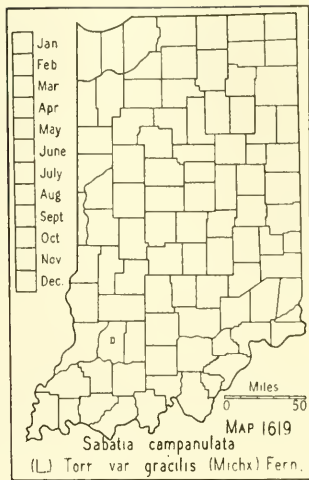 Jan
Feb
Mar
Apr
May
June
July
Aug
Sept
Oct
Nov
Dec.
Miles
0 50
MAP 1619
Sabatia campanulata
(L.) Torr var gracilis (Michx) Fern.